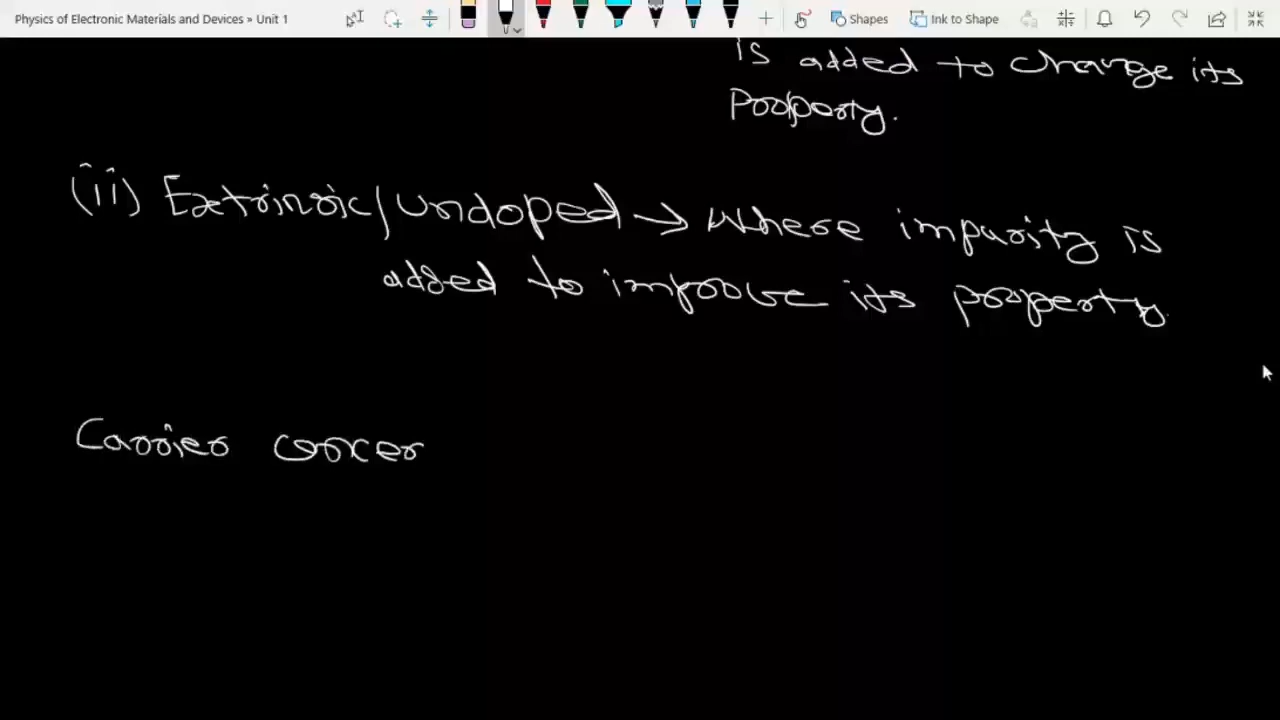 Physics of Electronic Materials and Devices » Unit 1
Shapes
Ink to Shape
is added to change its
Property.
(ii) Extrinsic/undoped → Where impurity is
added to improve its property.
Carrier concer